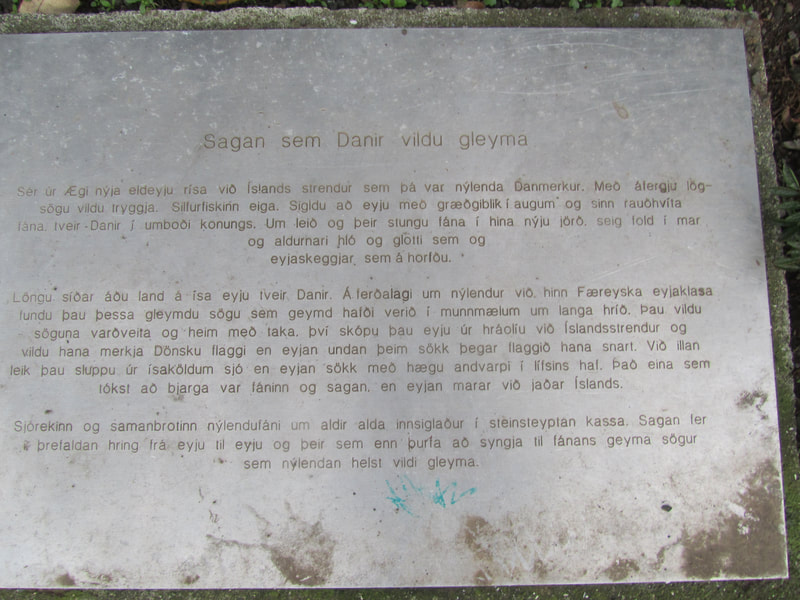 Sagan sem Danir vildu gleyma
Sér úr Ægi nýja eldeyju rísa við Íslands strendur sem þá var nýlenda Danmerkur. Með áfergju lög-
sögu vildu tryggja. Silfurfiskinn eiga. Sigldu að eyju með græðgiblik í augum og sinn rauðhvíta
fána, tveir Danir í umboði konungs. Um leið og þeir stungu fána í hina nýju jörð, seig fold í mar
og aldurnari hló og glotti sem og
eyjaskeggjar sem á horfðu.
Löngu síðar áðu land á ísa eyju tveir Danir. Á ferðalagi um nýlendur við hinn Færeyska eyjaklasa
fundu þau þessa gleymdu sögu sem geymd hafði verið í munnmælum um langa hríð. Þau vildu
söguna varðveita og heim með taka, því skópu þau eyju úr hráolíu við Íslandsstrendur og
vildu hana merkja Dönsku flaggi en eyjan undan þeim sökk þegar flaggið hana snart. Við illan
leik þau sluppu úr ísaköldum sjó en eyjan sökk með hægu andvarpi í lífsins haf. Það eina sem
tókst að bjarga var fáninn og sagan, en eyjan marar við jaðar Íslands.
Sjórekinn og samanbrotinn nýlendufáni um aldir alda innsiglaður í steinsteyptan kassa. Sagan fer
í þrefaldan hring frá eyju til eyju og þeir sem enn þurfa að syngja til fánans geyma sögur
sem nýlendan helst vildi gleyma.